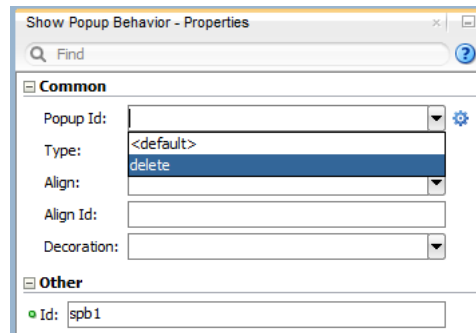 Show Popup Behavior - Properties
Find
Common
Popup Id:
<default>
Type:
delete
Align:
Align Id:
Decoration:
Other
Id: spb1